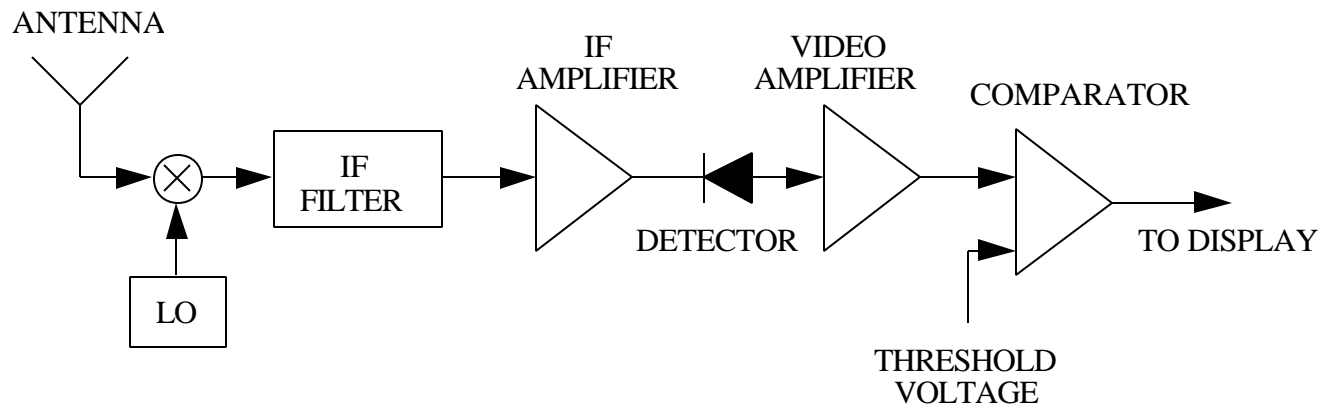 ANTENNA
IF
AMPLIFIER
VIDEO
AMPLIFIER
COMPARATOR
IF
FILTER
DETECTOR
TO DISPLAY
LO
THRESHOLD
VOLTAGE